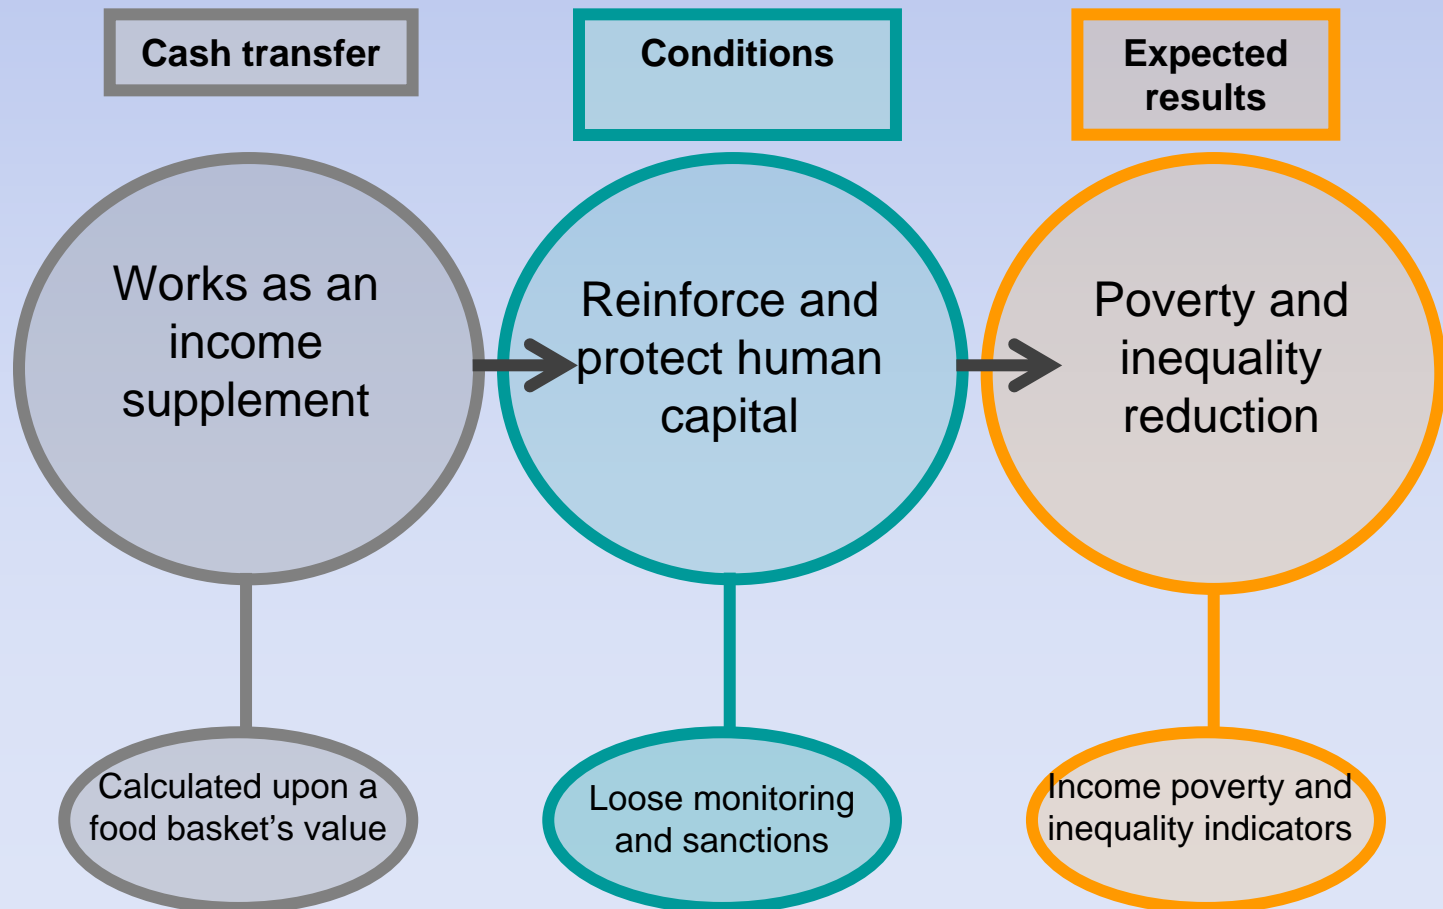 Cash transfer
Conditions
Expected
results
Works as an
income
supplement
Reinforce and
protect human
capital
Poverty and
inequality
reduction
Calculated upon a
food basket's value
Loose monitoring
and sanctions
Income poverty and
inequality indicators